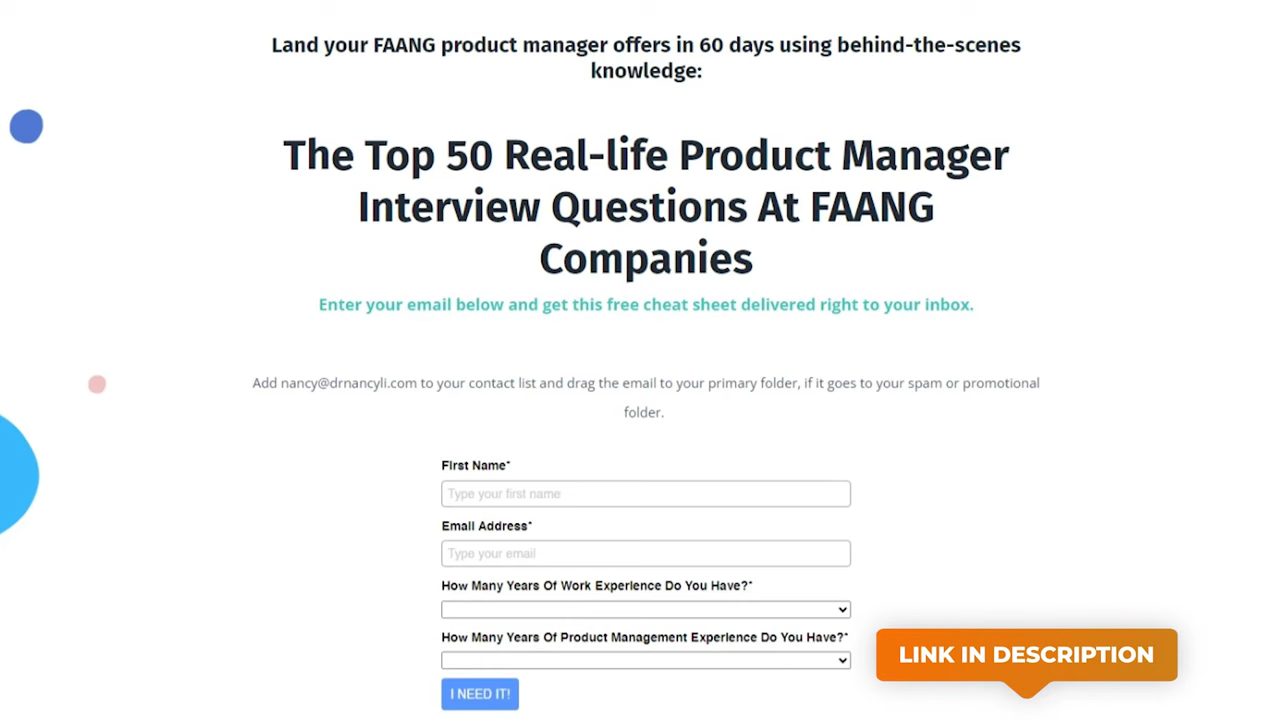 Land your FAANG product manager offers in 60 days using behind-the-scenes
knowledge:
The Top 50 Real-life Product Manager
Interview Questions At FAANG
Companies
Enter your email below and get this free cheat sheet delivered right to your inbox.
Add nancy@drnancyli.com to your contact list and drag the email to your primary folder, if it goes to your spam or promotional
folder.
First Name*
Type your first name
Email Address*
Type your email
How Many Years Of Work Experience Do You Have?*
How Many Years Of Product Management Experience Do You Have?*
I NEED IT!
LINK IN DESCRIPTION